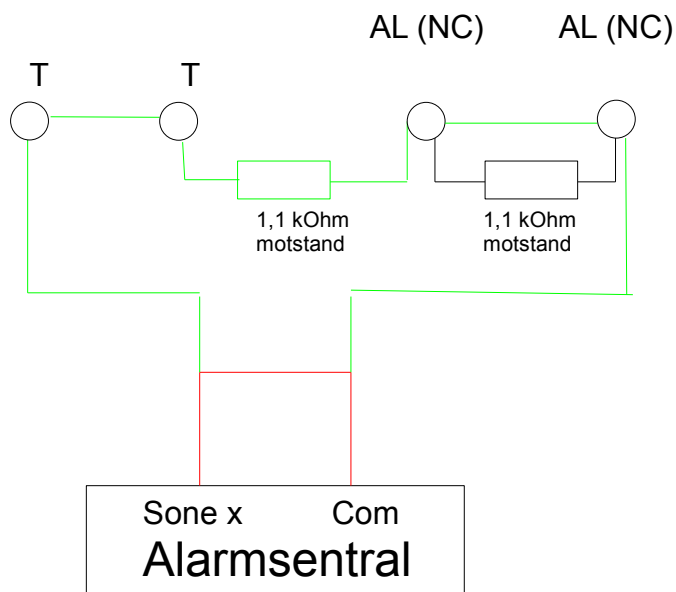 AL (NC) AL (NC)
T T
1,1 kOhm 1,1 kOhm
motstand motstand
Sone x Com
Alarmsentral